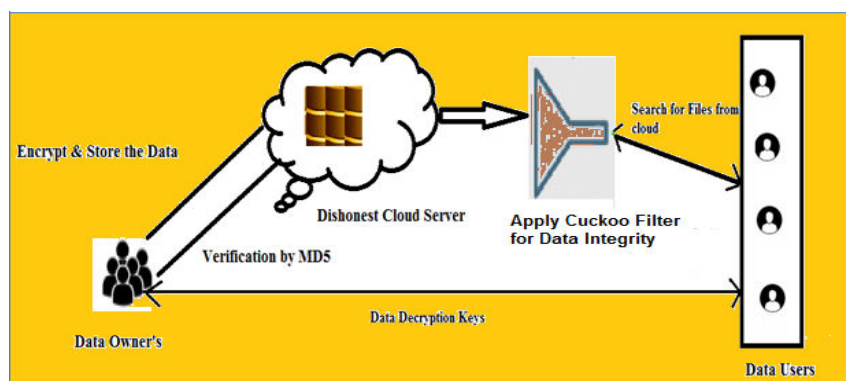 Encrypt & Store the Data
Dishonest Cloud Server
Verification by MD5
Data Owner's
Apply Cuckoo Filter
for Data Integrity
Search for Files from
cloud
Data Decryption Keys
Data Users